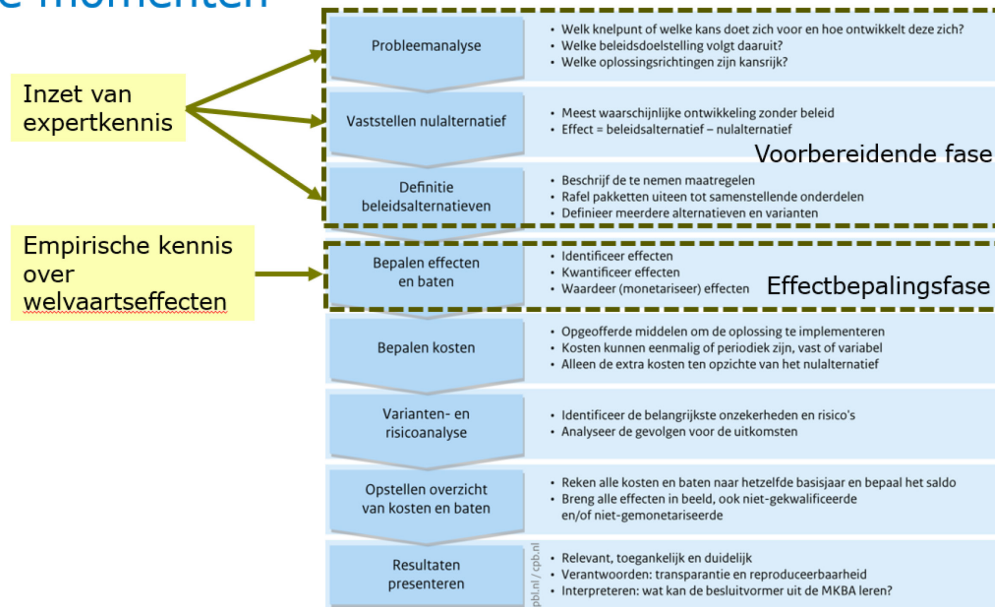 e momenten
Inzet van
expertkennis
Empirische kennis
over
welvaartseffecten
Probleemanalyse
• Welk knelpunt of welke kans doet zich voor en hoe ontwikkelt deze zich?
• Welke beleidsdoelstelling volgt daaruit?
• Welke oplossingsrichtingen zijn kansrijk?
Vaststellen nulalternatief
• Meest waarschijnlijke ontwikkeling zonder beleid
• Effect = beleidsalternatief – nulalternatief
Voorbereidende fase
Definitie
beleidsalternatieven
• Beschrijf de te nemen maatregelen
• Rafel pakketten uiteen tot samenstellende onderdelen
• Definieer meerdere alternatieven en varianten
Bepalen effecten
en baten
• Identificeer effecten
• Kwantificeer effecten
• Waardeer (monetariseer) effecten
Effectbepalingsfase
Bepalen kosten
• Opgeofferde middelen om de oplossing te implementeren
• Kosten kunnen eenmalig of periodiek zijn, vast of variabel
• Alleen de extra kosten ten opzichte van het nulalternatief
Varianten- en
risicoanalyse
• Identificeer de belangrijkste onzekerheden en risico's
• Analyseer de gevolgen voor de uitkomsten
Opstellen overzicht
van kosten en baten
• Reken alle kosten en baten naar hetzelfde basisjaar en bepaal het saldo
• Breng alle effecten in beeld, ook niet-gekwalificeerde
en/of niet-gemonetariseerde
Resultaten
presenteren
• Relevant, toegankelijk en duidelijk
• Verantwoorden: transparantie en reproduceerbaarheid
• Interpreteren: wat kan de besluitvormer uit de MKBA leren?
pbl.nl / cpb.nl